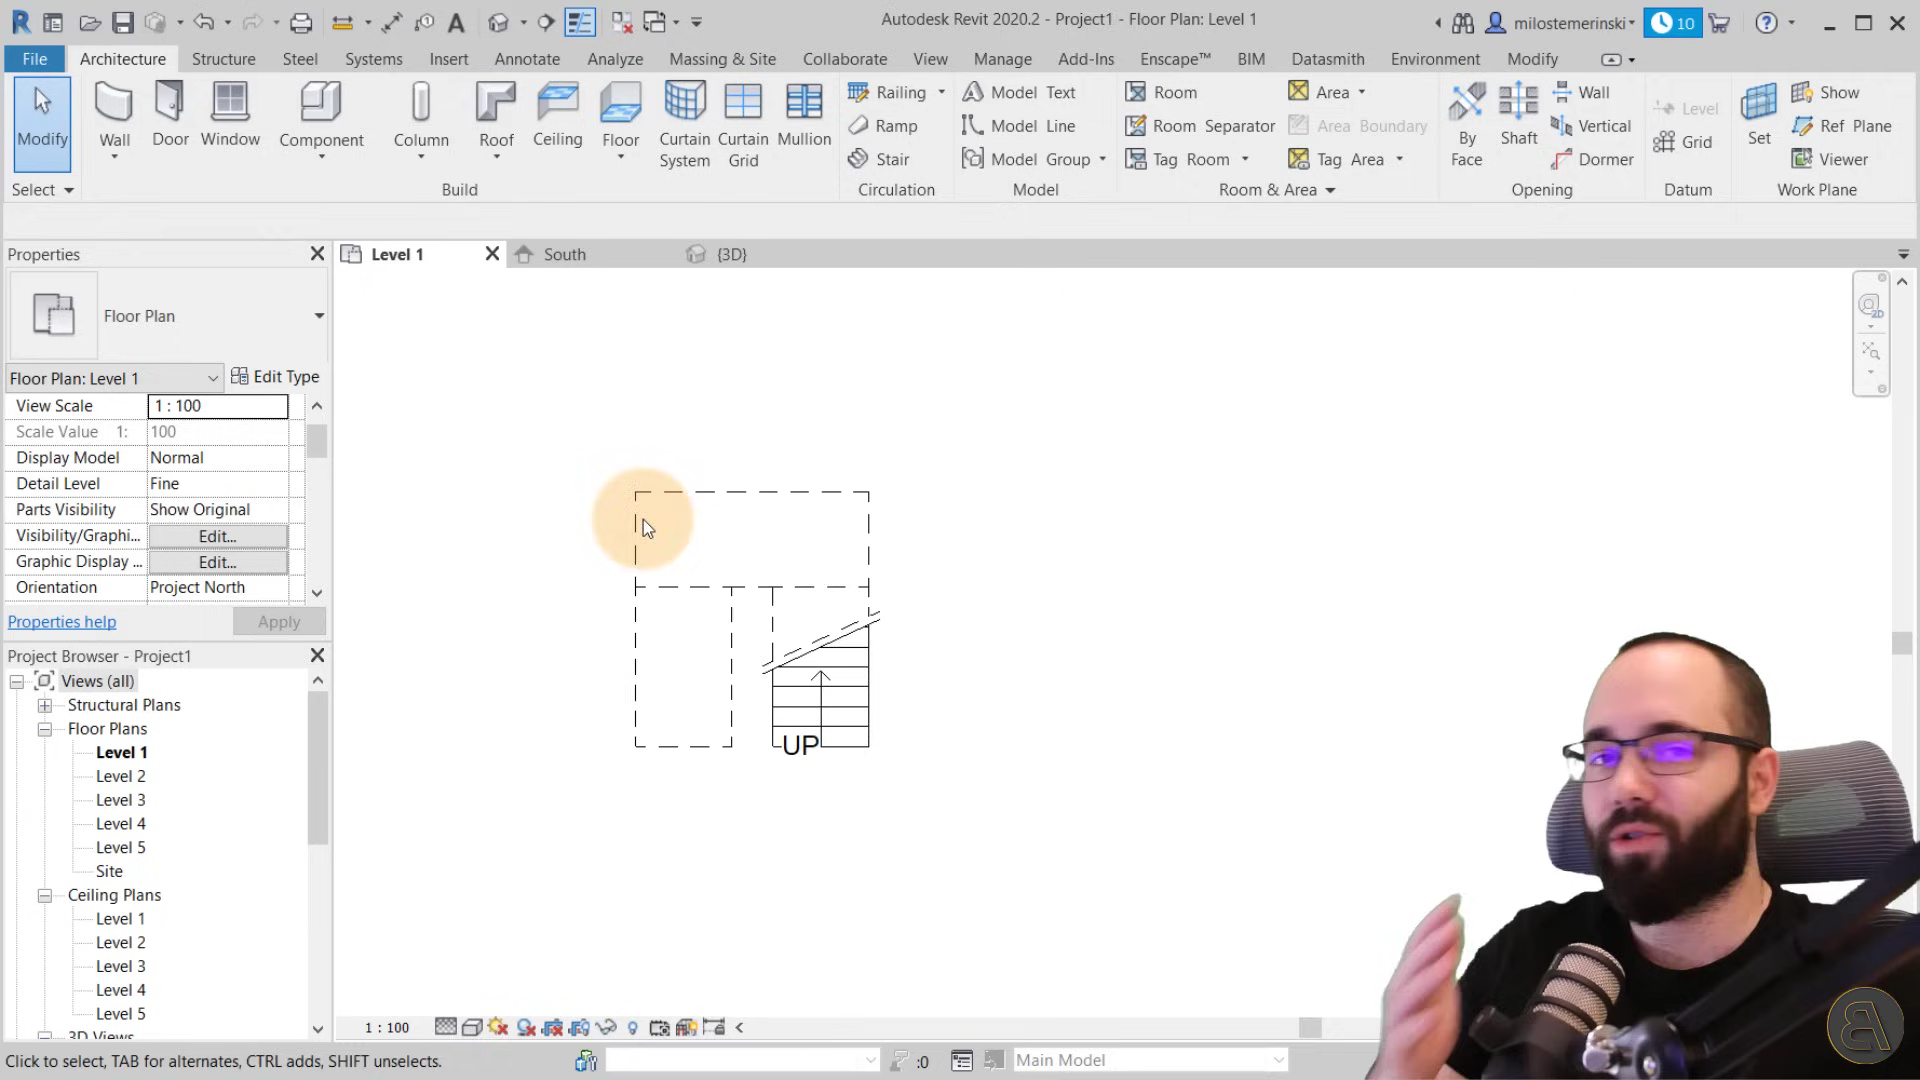 Autodesk Revit 2020.2 - Project1 - Floor Plan: Level 1
milostemerinski
10
File Architecture Structure Steel Systems Insert Annotate Analyze Massing & Site Collaborate View Manage Add-Ins Enscape™ BIM Datasmith Environment Modify
Modify
Wall
Door
Window
Component
Column
Roof
Ceiling
Floor
Curtain System
Curtain Grid
Mullion
Railing
Ramp
Stair
Model Text
Model Line
Model Group
Room
Room Separator
Tag Room
Area
Area Boundary
Tag Area
By Face
Shaft
Wall
Vertical
Dormer
Level
Grid
Set
Show
Ref Plane
Viewer
Select Build Circulation Model Room & Area Opening Datum Work Plane
Properties
Level 1
South
{3D}
Floor Plan
Floor Plan: Level 1
Edit Type
View Scale 1 : 100
Scale Value 1: 100
Display Model Normal
Detail Level Fine
Parts Visibility Show Original
Visibility/Graphi... Edit...
Graphic Display ... Edit...
Orientation Project North
Properties help
Apply
Project Browser - Project1
Views (all)
Structural Plans
Floor Plans
Level 1
Level 2
Level 3
Level 4
Level 5
Site
Ceiling Plans
Level 1
Level 2
Level 3
Level 4
Level 5
3D Views
UP
1 : 100
Click to select, TAB for alternates, CTRL adds, SHIFT unselects.
:0
Main Model